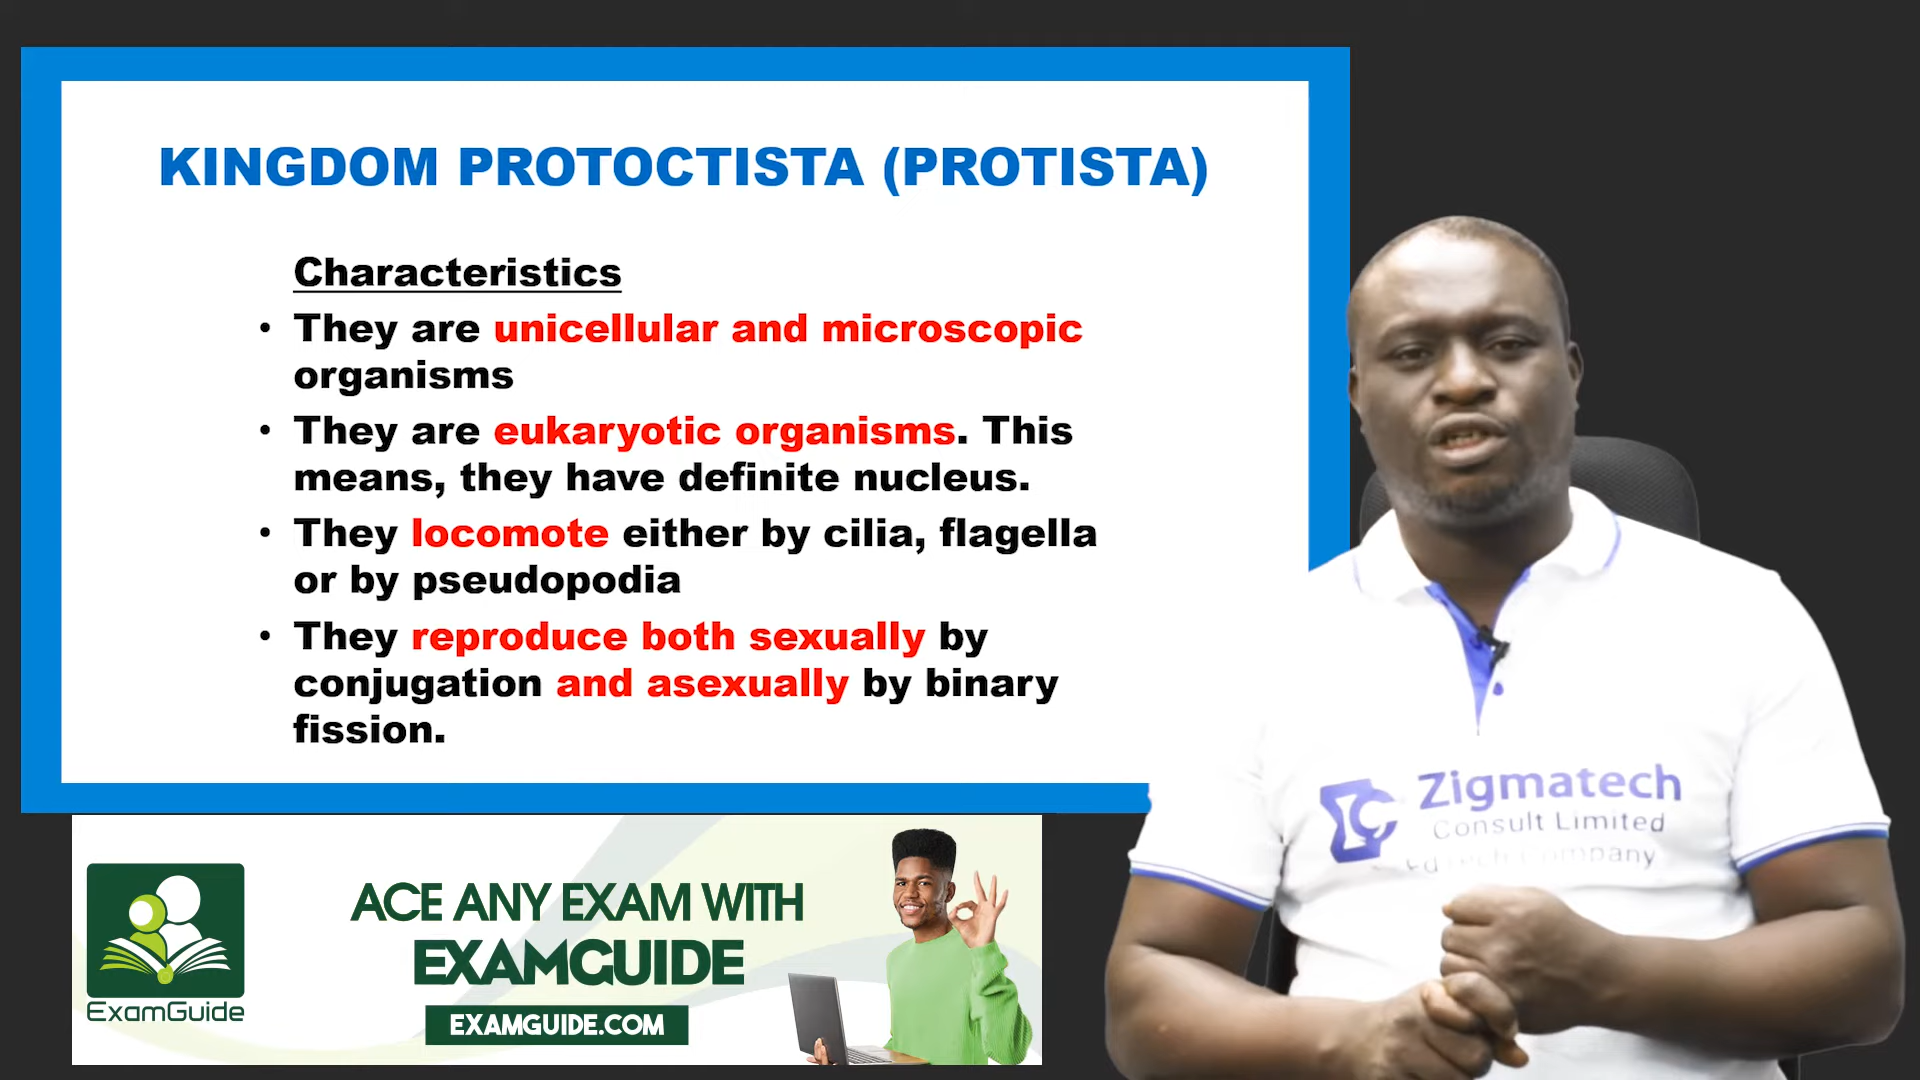 KINGDOM PROTOCTISTA (PROTISTA)
Characteristics
• They are unicellular and microscopic
organisms
• They are eukaryotic organisms. This
means, they have definite nucleus.
• They locomote either by cilia, flagella
or by pseudopodia
• They reproduce both sexually by
conjugation and asexually by binary
fission.
Zigmatech
Consult Limited
Company
ExamGuide
ACE ANY EXAM WITH
EXAMGUIDE
EXAMGUIDE.COM